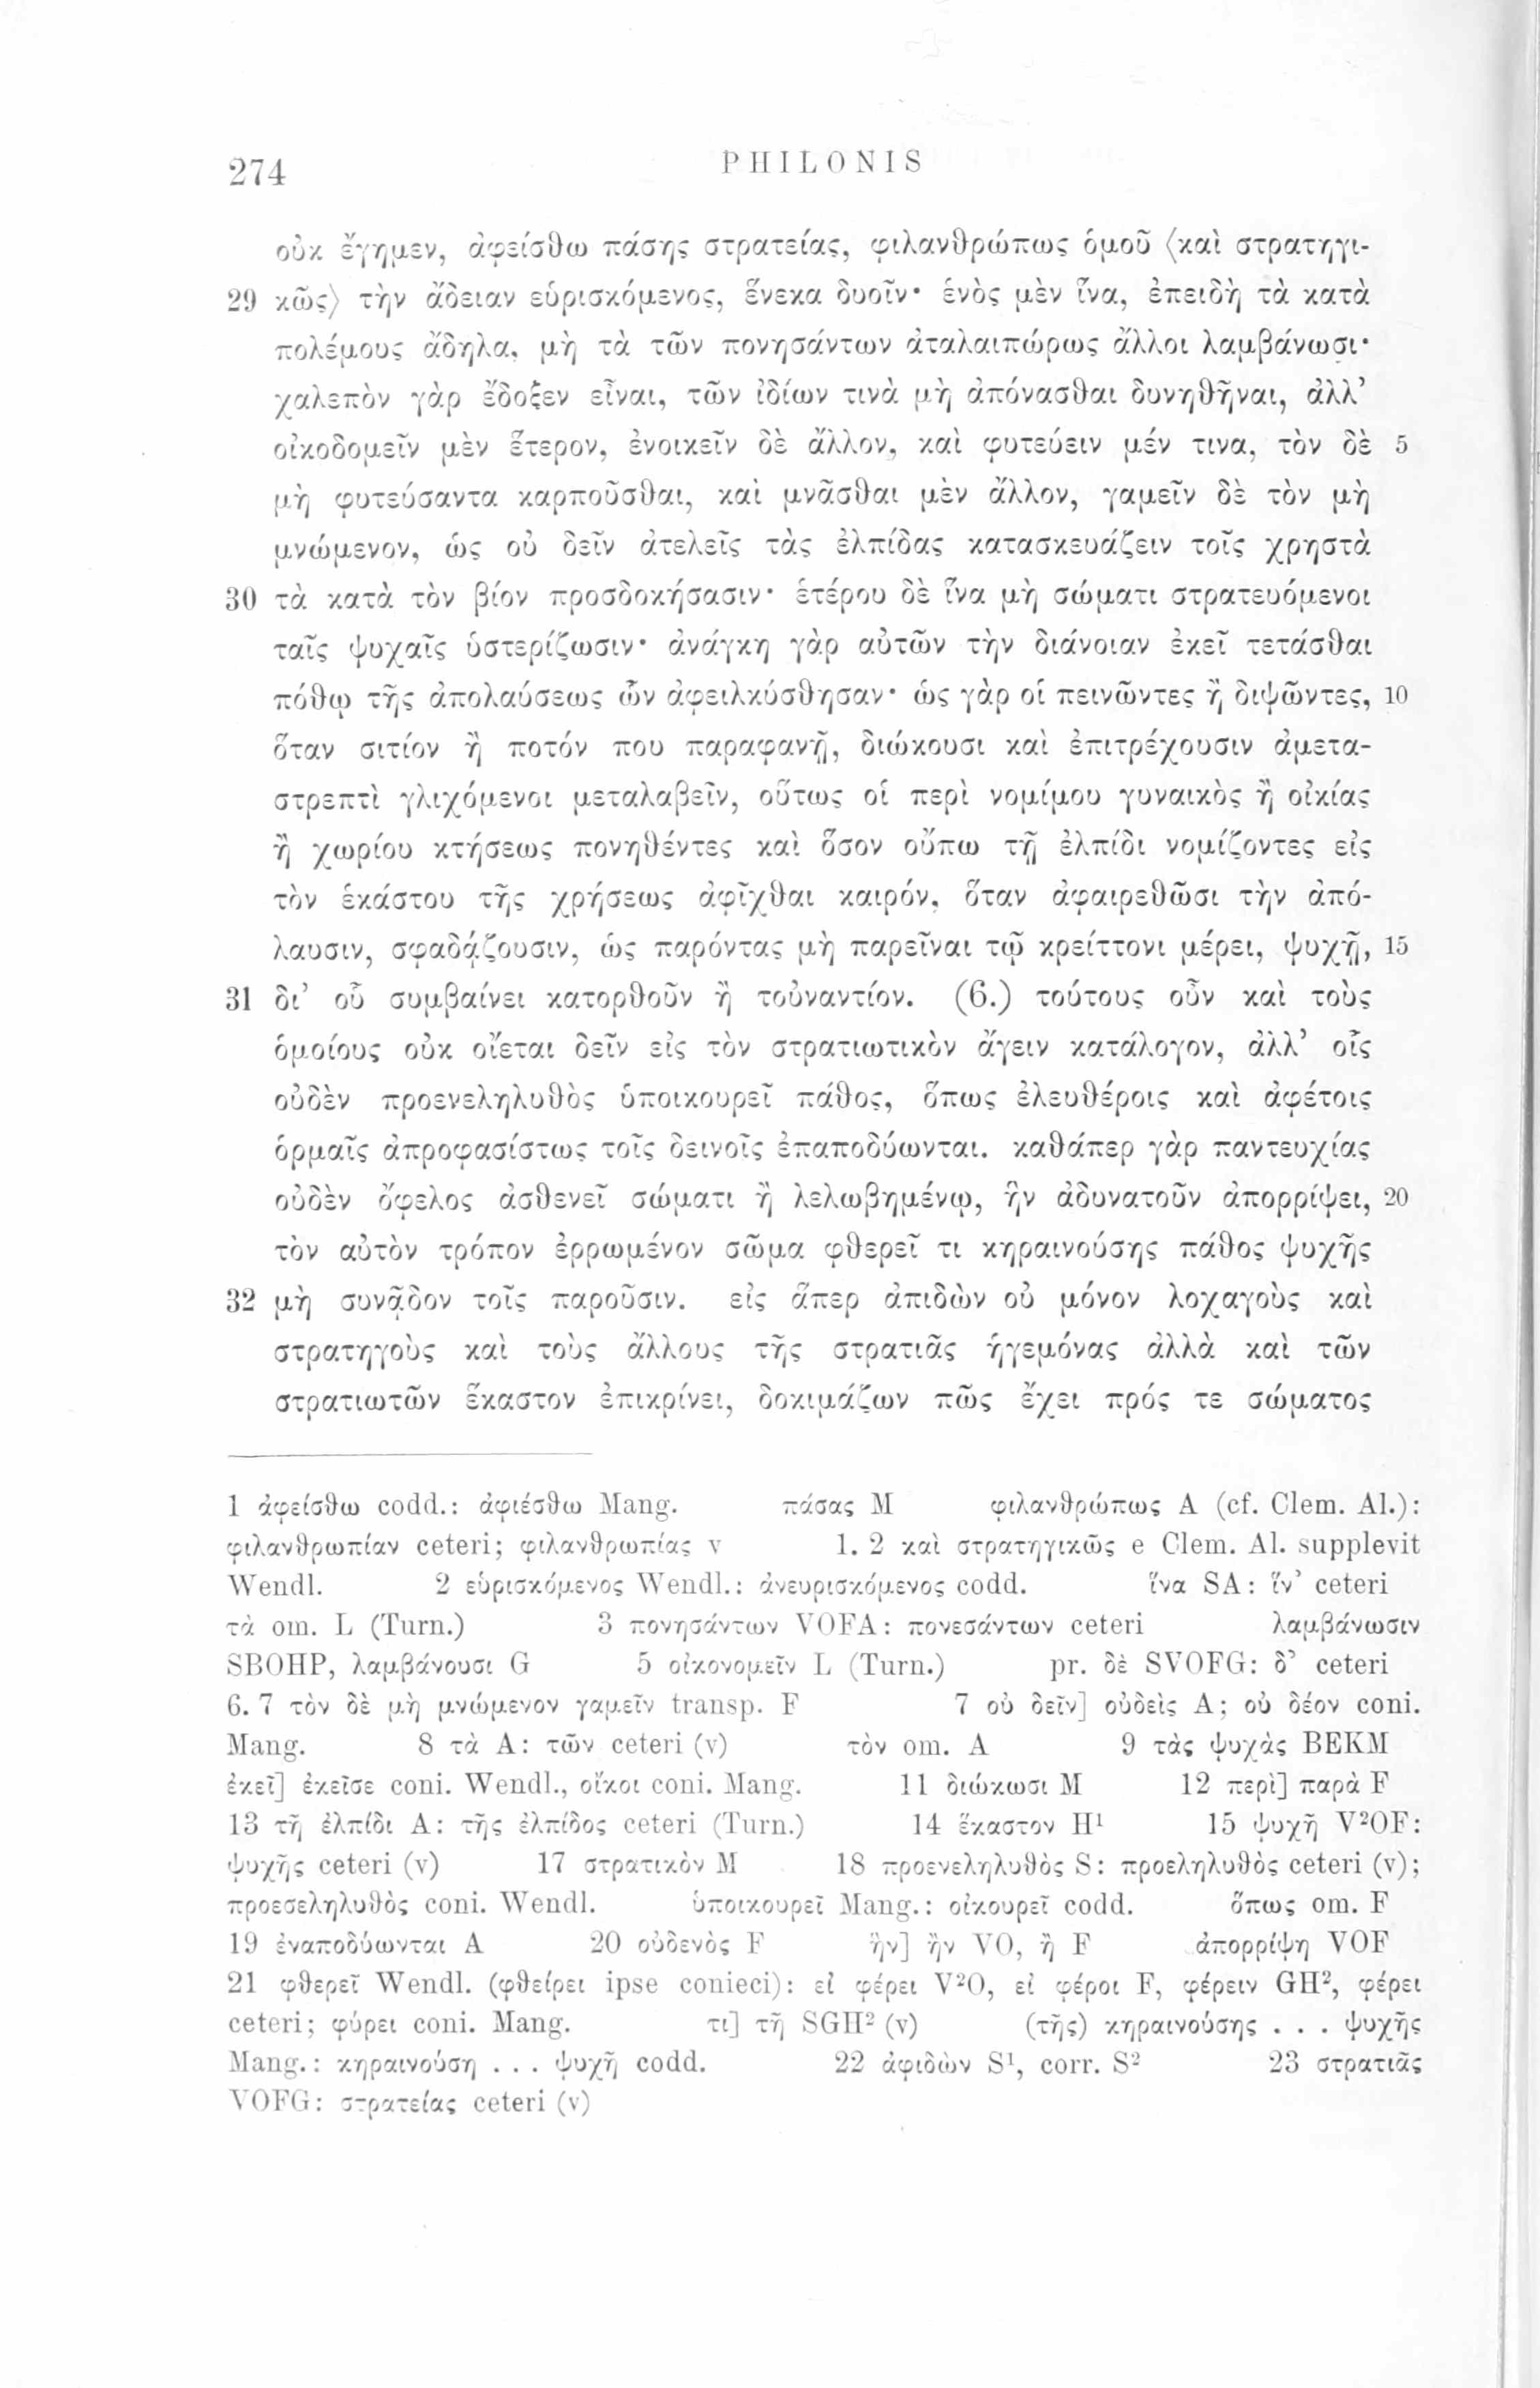 274 PHILONIS
οὐκ ἔγημεν, ἀφείσθω πάσης στρατείας, φιλανθρώπως ὁμοῦ ⟨καὶ στρατηγι-
29 κῶς⟩ τὴν ἄδειαν εὑρισκόμενος, ἕνεκα δυοῖν· ἑνὸς μὲν ἵνα, ἐπειδὴ τὰ κατὰ
πολέμους ἄδηλα, μὴ τὰ τῶν πονησάντων ἀταλαιπώρως ἄλλοι λαμβάνωσι·
χαλεπὸν γὰρ ἔδοξεν εἶναι, τῶν ἰδίων τινὰ μὴ ἀπόνασθαι δυνηθῆναι, ἀλλ’
οἰκοδομεῖν μὲν ἕτερον, ἐνοικεῖν δὲ ἄλλον, καὶ φυτεύειν μέν τινα, τὸν δὲ 5
μὴ φυτεύσαντα καρποῦσθαι, καὶ μνᾶσθαι μὲν ἄλλον, γαμεῖν δὲ τὸν μὴ
μνώμενον, ὡς οὐ δεῖν ἀτελεῖς τὰς ἐλπίδας κατασκευάζειν τοῖς χρηστὰ
30 τὰ κατὰ τὸν βίον προσδοκήσασιν· ἑτέρου δὲ ἵνα μὴ σώματι στρατευόμενοι
ταῖς ψυχαῖς ὑστερίζωσιν· ἀνάγκη γὰρ αὐτῶν τὴν διάνοιαν ἐκεῖ τετάσθαι
πόθῳ τῆς ἀπολαύσεως ὧν ἀφειλκύσθησαν· ὡς γὰρ οἱ πεινῶντες ἢ διψῶντες, 10
ὅταν σιτίον ἢ ποτόν που παραφανῇ, διώκουσι καὶ ἐπιτρέχουσιν ἀμετα-
στρεπτὶ γλιχόμενοι μεταλαβεῖν, οὕτως οἱ περὶ νομίμου γυναικὸς ἢ οἰκίας
ἢ χωρίου κτήσεως πονηθέντες καὶ ὅσον οὔπω τῇ ἐλπίδι νομίζοντες εἰς
τὸν ἑκάστου τῆς χρήσεως ἀφῖχθαι καιρόν, ὅταν ἀφαιρεθῶσι τὴν ἀπό-
λαυσιν, σφαδᾴζουσιν, ὡς παρόντας μὴ παρεῖναι τῷ κρείττονι μέρει, ψυχῇ, 15
31 δι’ οὗ συμβαίνει κατορθοῦν ἢ τοὐναντίον. (6.) τούτους οὖν καὶ τοὺς
ὁμοίους οὐκ οἴεται δεῖν εἰς τὸν στρατιωτικὸν ἄγειν κατάλογον, ἀλλ’ οἷς
οὐδὲν προενεληλυθὸς ὑποικουρεῖ πάθος, ὅπως ἐλευθέροις καὶ ἀφέτοις
ὁρμαῖς ἀπροφασίστως τοῖς δεινοῖς ἐπαποδύωνται. καθάπερ γὰρ παντευχίας
οὐδὲν ὄφελος ἀσθενεῖ σώματι ἢ λελωβημένῳ, ἣν ἀδυνατοῦν ἀπορρίψει, 20
τὸν αὐτὸν τρόπον ἐρρωμένον σῶμα φθερεῖ τι κηραινούσης πάθος ψυχῆς
32 μὴ συνᾷδον τοῖς παροῦσιν. εἰς ἅπερ ἀπιδὼν οὐ μόνον λοχαγοὺς καὶ
στρατηγοὺς καὶ τοὺς ἄλλους τῆς στρατιᾶς ἡγεμόνας ἀλλὰ καὶ τῶν
στρατιωτῶν ἕκαστον ἐπικρίνει, δοκιμάζων πῶς ἔχει πρός τε σώματος
1 ἀφείσθω codd.: ἀφιέσθω Mang. πάσας M φιλανθρώπως A (cf. Clem. Al.):
φιλανθρωπίαν ceteri; φιλανθρωπίας v 1. 2 καὶ στρατηγικῶς e Clem. Al. supplevit
Wendl. 2 εὑρισκόμενος Wendl.: ἀνευρισκόμενος codd. ἵνα SA: ἵν’ ceteri
τὰ om. L (Turn.) 3 πονησάντων VOFA: πονεσάντων ceteri λαμβάνωσιν
SBOHP, λαμβάνουσι G 5 οἰκονομεῖν L (Turn.) pr. δὲ SVOFG: δ’ ceteri
6. 7 τὸν δὲ μὴ μνώμενον γαμεῖν transp. F 7 οὐ δεῖν] οὐδεὶς A; οὐ δέον coni.
Mang. 8 τὰ A: τῶν ceteri (v) τὸν om. A 9 τὰς ψυχὰς BEKM
ἐκεῖ] ἐκεῖσε coni. Wendl., οἴκοι coni. Mang. 11 διώκωσι M 12 περὶ] παρὰ F
13 τῇ ἐλπίδι A: τῆς ἐλπίδος ceteri (Turn.) 14 ἕκαστον H¹ 15 ψυχῇ V²OF:
ψυχῆς ceteri (v) 17 στρατικὸν M 18 προενεληλυθὸς S: προεληλυθὸς ceteri (v);
προεσεληλυθὸς coni. Wendl. ὑποικουρεῖ Mang.: οἰκουρεῖ codd. ὅπως om. F
19 ἐναποδύωνται A 20 οὐδενὸς F ἣν] ἢν VO, ἢ F ἀπορρίψη VOF
21 φθερεῖ Wendl. (φθείρει ipse conieci): εἰ φέρει V²O, εἰ φέροι F, φέρειν GH², φέρει
ceteri; φύρει coni. Mang. τι] τῇ SGH² (v) (τῆς) κηραινούσης . . . ψυχῆς
Mang.: κηραινούση . . . ψυχῇ codd. 22 ἀφιδὼν S¹, corr. S² 23 στρατιᾶς
VOFG: στρατείας ceteri (v)